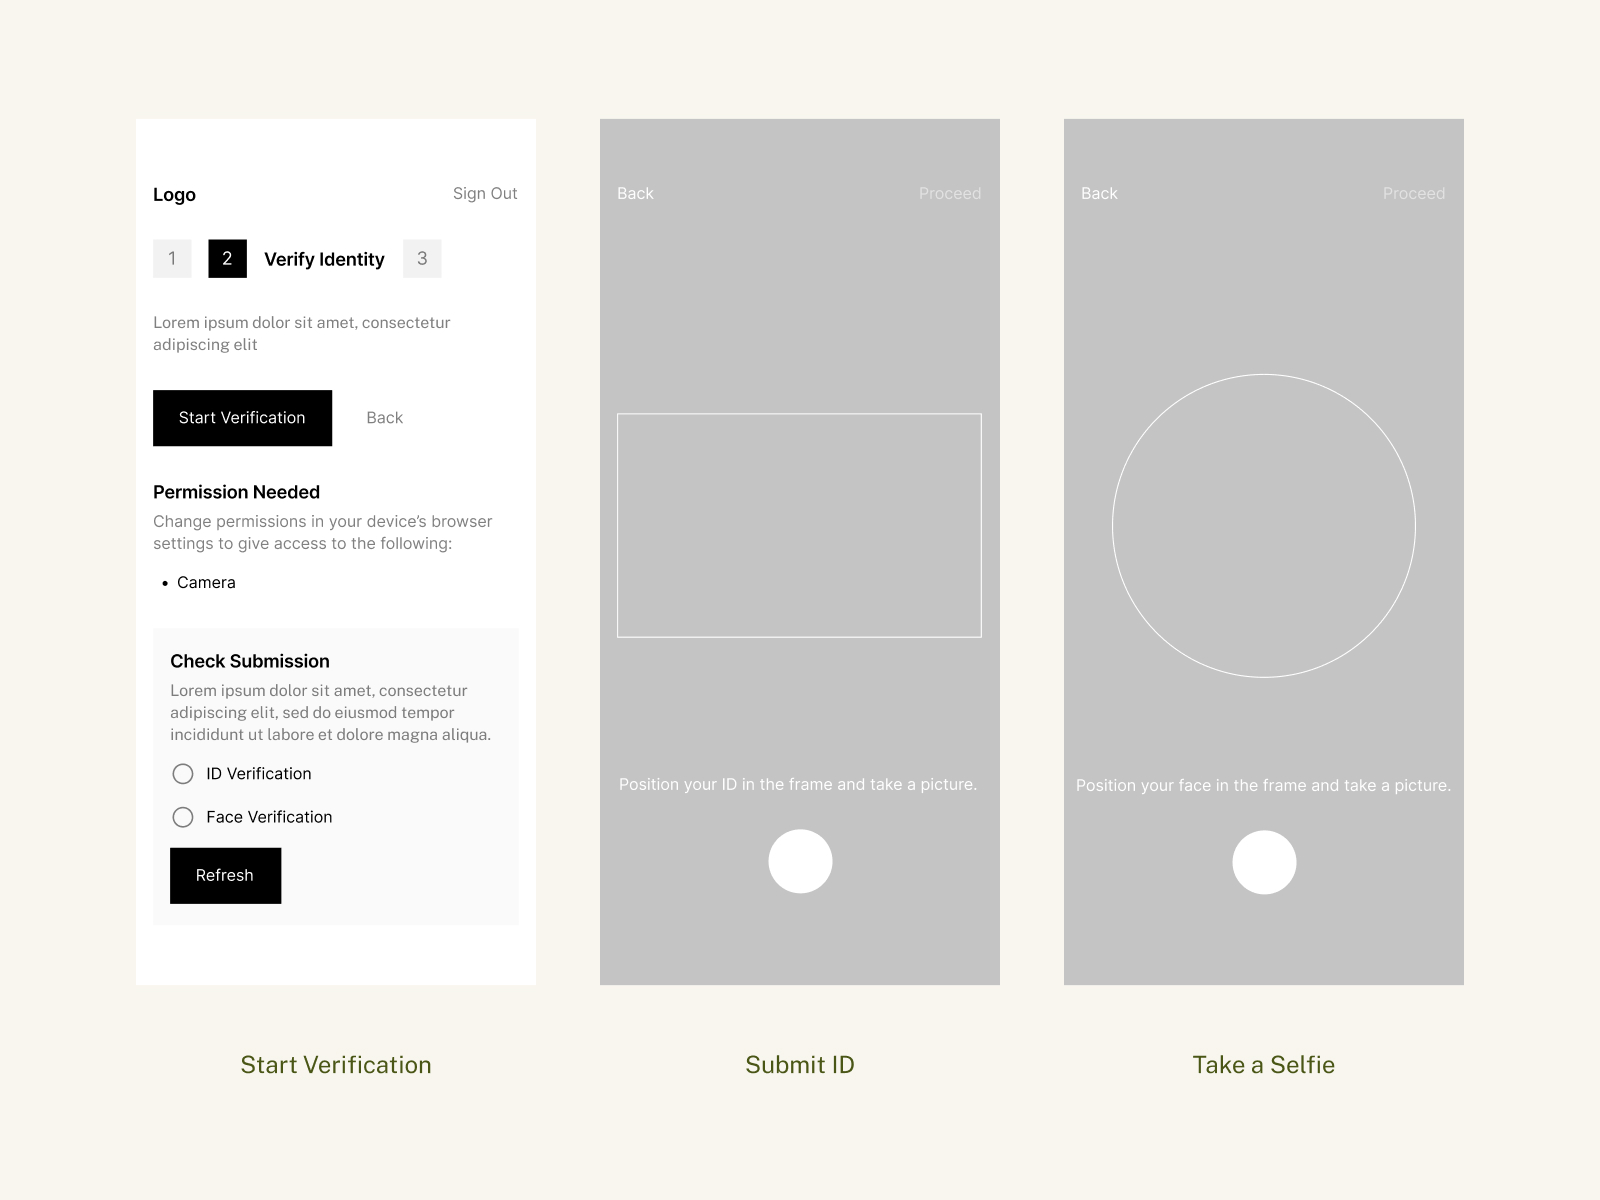 Logo
Sign Out
1
2
Verify Identity
3
Lorem ipsum dolor sit amet, consectetur
adipiscing elit
Start Verification
Back
Permission Needed
Change permissions in your device’s browser
settings to give access to the following:
• Camera
Check Submission
Lorem ipsum dolor sit amet, consectetur
adipiscing elit, sed do eiusmod tempor
incididunt ut labore et dolore magna aliqua.
ID Verification
Face Verification
Refresh
Start Verification
Back
Proceed
Position your ID in the frame and take a picture.
Submit ID
Back
Proceed
Position your face in the frame and take a picture.
Take a Selfie